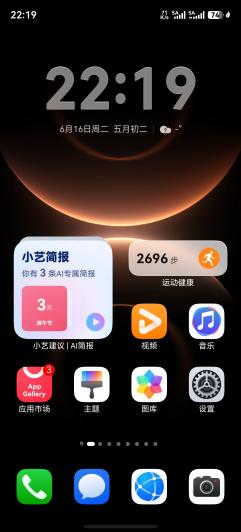 22:19
71
K/s
5A
5A
74
22:19
6月16日周二 五月初二
-°
小艺简报
你有 3 条AI专属简报
3天
端午节
小艺建议 | AI简报
2696 步
运动健康
视频
音乐
App
Gallery
3
应用市场
主题
图库
设置